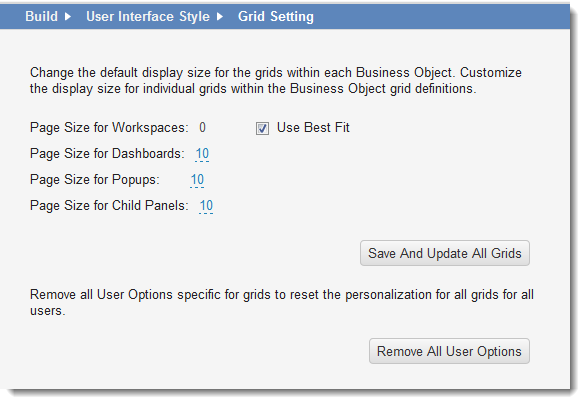 Build User Interface Style Grid Setting
Change the default display size for the grids within each Business Object. Customize
the display size for individual grids within the Business Object grid definitions.
Page Size for Workspaces: 0 Use Best Fit
Page Size for Dashboards: 10
Page Size for Popups: 10
Page Size for Child Panels: 10
Save And Update All Grids
Remove all User Options specific for grids to reset the personalization for all grids for all
users.
Remove All User Options